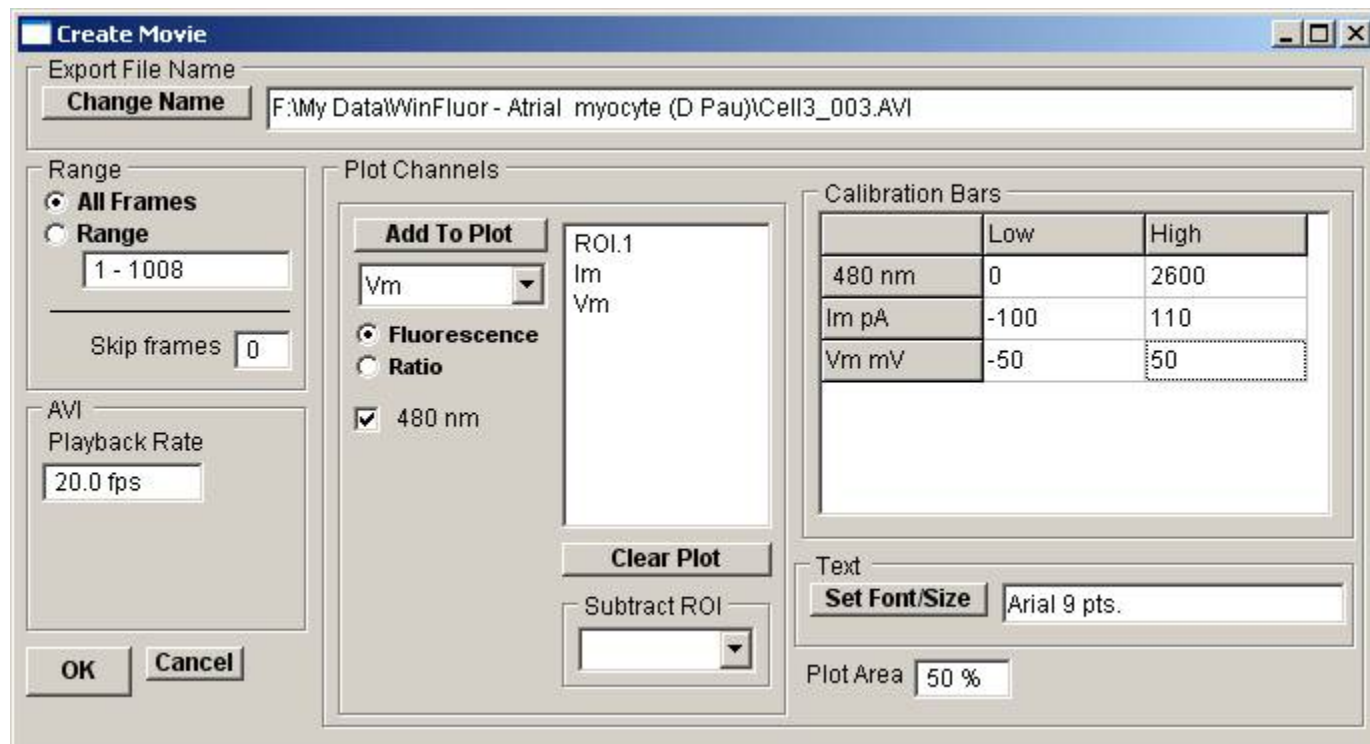 Create Movie
Export File Name
Change Name
F:\My Data\WinFluor - Atrial  myocyte (D Pau)\Cell3_003.AVI
Range
All Frames
Range
1 - 1008
Skip frames 0
AVI
Playback Rate
20.0 fps
OK
Cancel
Plot Channels
Add To Plot
Vm
Fluorescence
Ratio
480 nm
ROI.1
Im
Vm
Clear Plot
Subtract ROI
Calibration Bars
Low High
480 nm 0 2600
Im pA -100 110
Vm mV -50 50
Text
Set Font/Size Arial 9 pts.
Plot Area 50 %